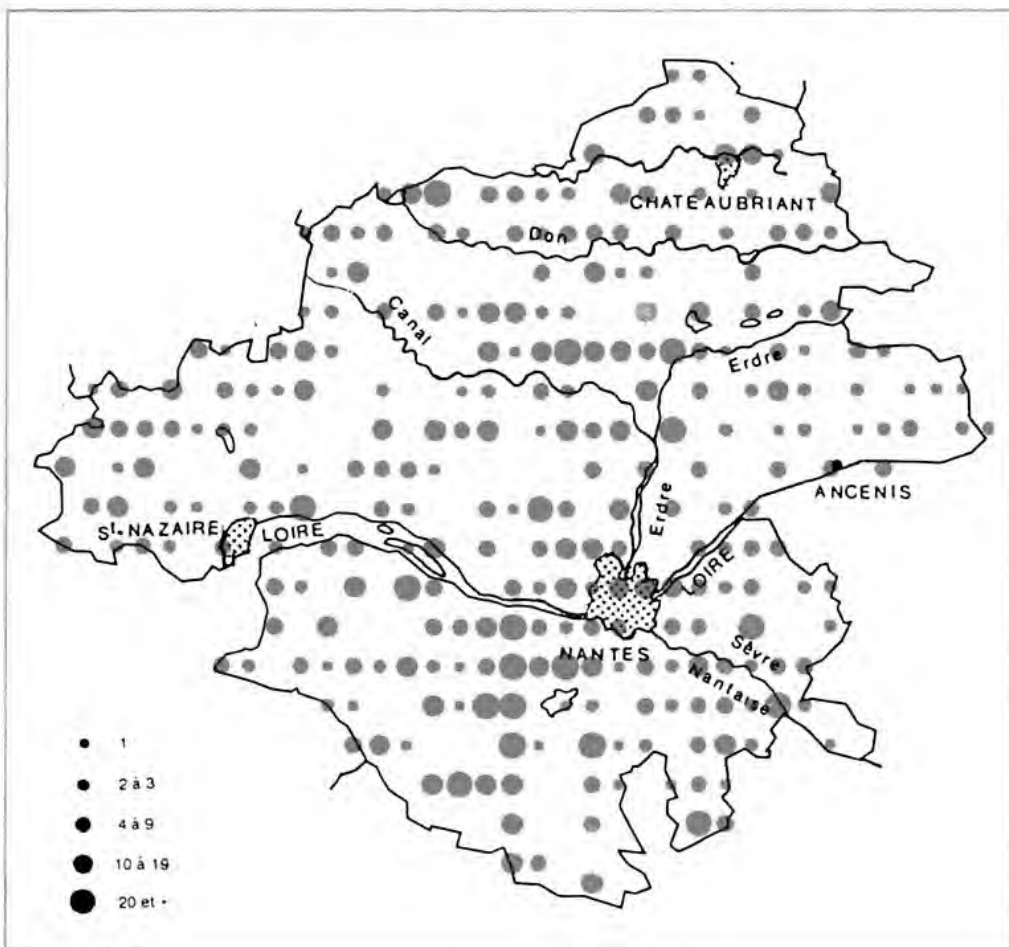 CHATEAUBRIANT
Don
Canal
Erdre
ANCENIS
Erdre
St-NAZAIRE
LOIRE
LOIRE
NANTES
Sèvre
Nantaise
1
2 à 3
4 à 9
10 à 19
20 et +